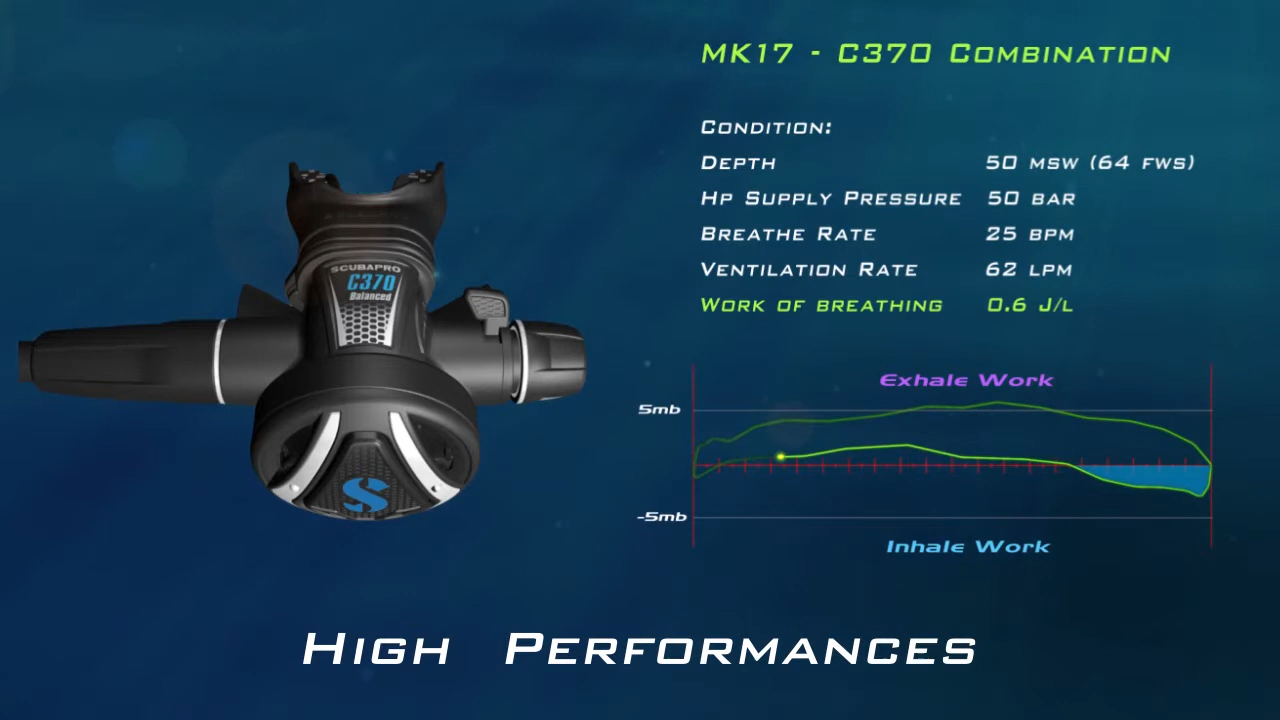 MK17 - C370 Combination
Condition:
Depth 50 msw (64 fws)
Hp Supply Pressure 50 bar
Breathe Rate 25 bpm
Ventilation Rate 62 lpm
Work of breathing 0.6 J/L
SCUBAPRO
C370
Balanced
Exhale Work
5mb
-5mb
Inhale Work
High Performances